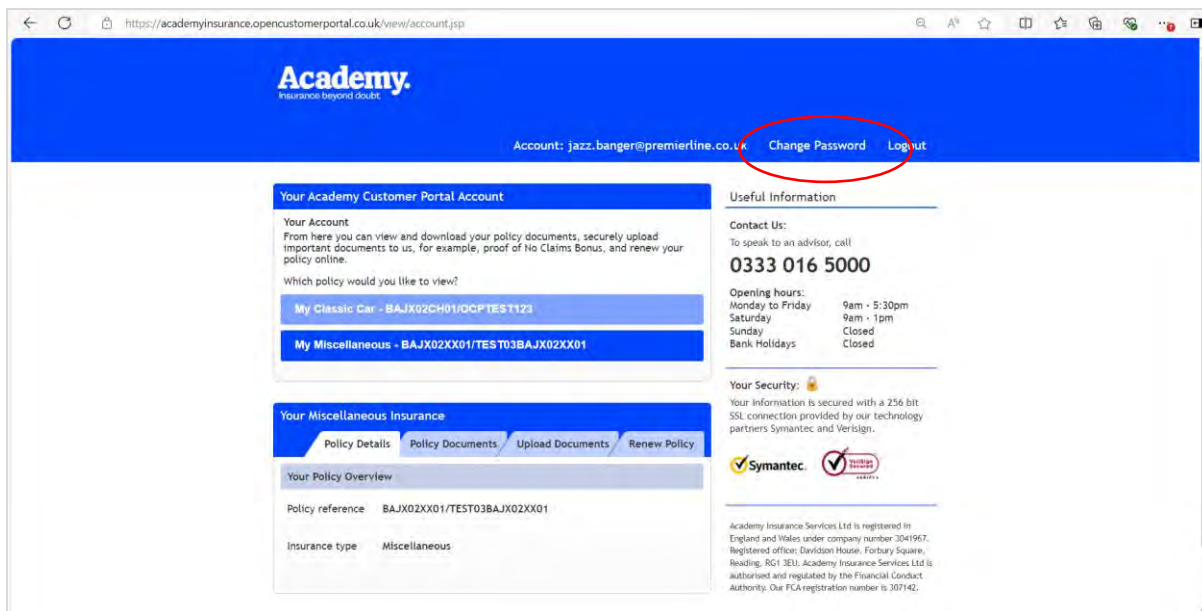 https://academyinsurance.opencustomerportal.co.uk/view/account.jsp
Academy.
Insurance beyond doubt
Account: jazz.banger@premierline.co.uk Change Password Logout
Your Academy Customer Portal Account
Your Account
From here you can view and download your policy documents, securely upload
important documents to us, for example, proof of No Claims Bonus, and renew your
policy online.
Which policy would you like to view?
My Classic Car - BAJX02CH01/OCPTEST123
My Miscellaneous - BAJX02XX01/TEST03BAJX02XX01
Your Miscellaneous Insurance
Policy Details Policy Documents Upload Documents Renew Policy
Your Policy Overview
Policy reference BAJX02XX01/TEST03BAJX02XX01
Insurance type Miscellaneous
Useful Information
Contact Us:
To speak to an advisor, call
0333 016 5000
Opening hours:
Monday to Friday 9am - 5:30pm
Saturday 9am - 1pm
Sunday Closed
Bank Holidays Closed
Your Security:
Your information is secured with a 256 bit
SSL connection provided by our technology
partners Symantec and Verisign.
Symantec. VeriSign
Secured
VERIFY
Academy Insurance Services Ltd is registered in
England and Wales under company number 3041967.
Registered office: Davidson House, Forbury Square,
Reading, RG1 3EU. Academy Insurance Services Ltd is
authorised and regulated by the Financial Conduct
Authority. Our FCA registration number is 307142.